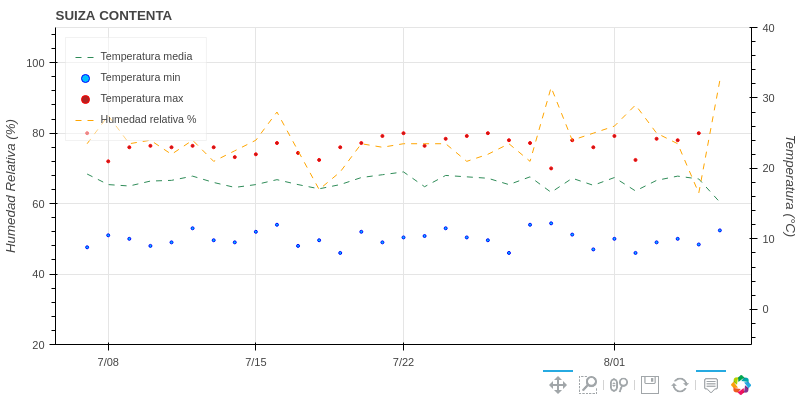 SUIZA CONTENTA
Temperatura media
Temperatura min
Temperatura max
Humedad relativa %
Humedad Relativa (%)
100
80
60
40
20
Temperatura (°C)
40
30
20
10
0
7/08
7/15
7/22
8/01